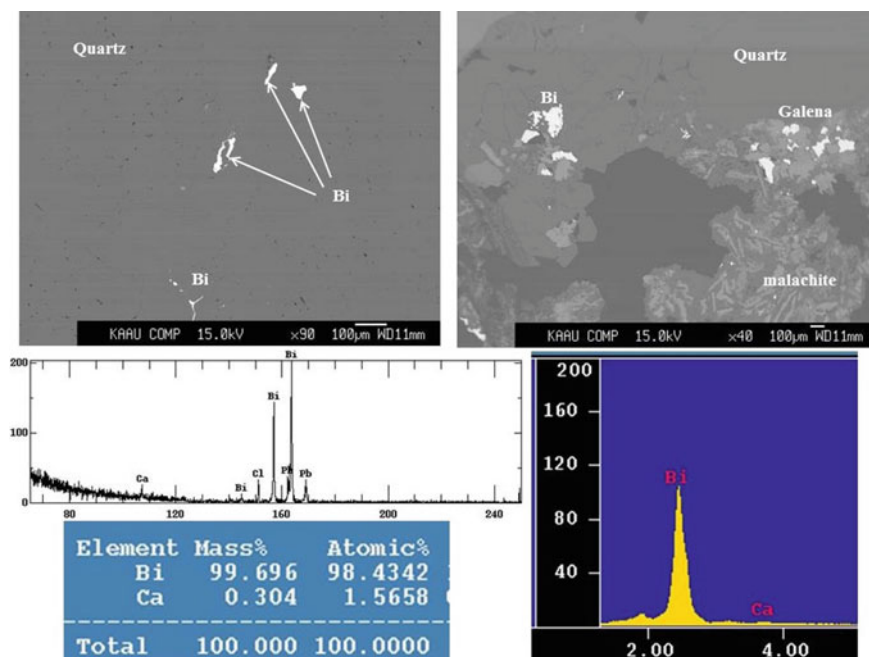 Quartz
Bi
Bi
KAAU COMP 15.0kV ×90 100µm WD11mm
Quartz
Bi
Galena
malachite
KAAU COMP 15.0kV ×40 100µm WD11mm
200
100
0
80
120
160
200
240
Ca
Bi
Cl
Bi
Pb
Bi
Pb
Element Mass% Atomic%
Bi 99.696 98.4342
Ca 0.304 1.5658
Total 100.000 100.0000
200
160
120
80
40
Bi
Ca
2.00 4.00